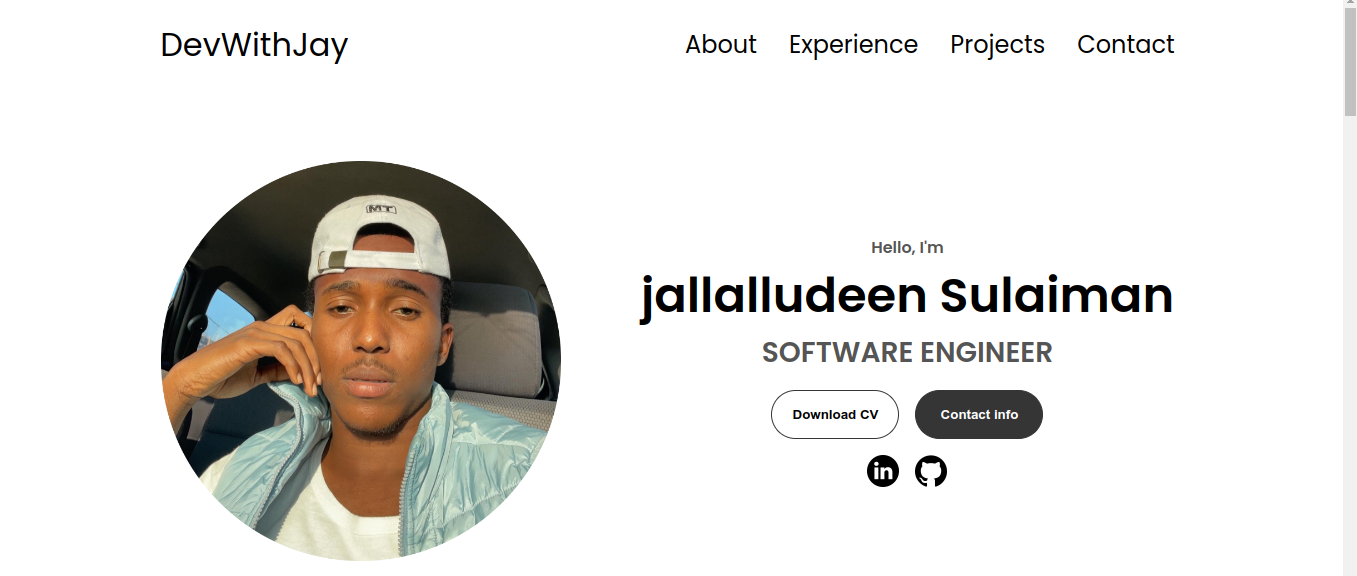 DevWithJay
About Experience Projects Contact
MT
Hello, I'm
jallalludeen Sulaiman
SOFTWARE ENGINEER
Download CV Contact info
in